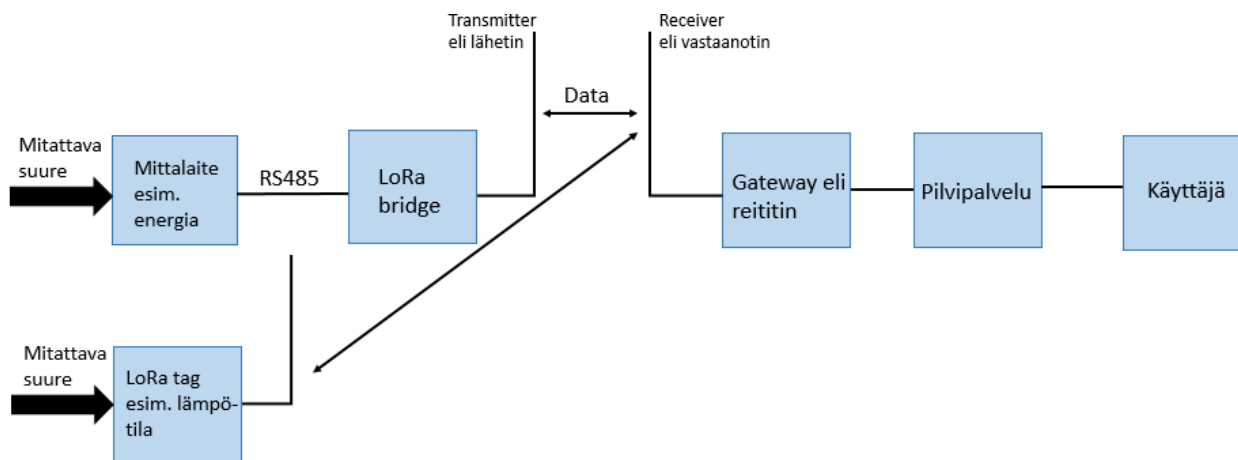 Transmitter
eli lähetin
Receiver
eli vastaanotin
Data
Mitattava
suure
Mittalaite
esim.
energia
RS485
LoRa
bridge
Gateway eli
reititin
Pilvipalvelu
Käyttäjä
Mitattava
suure
LoRa tag
esim. lämpö-
tila